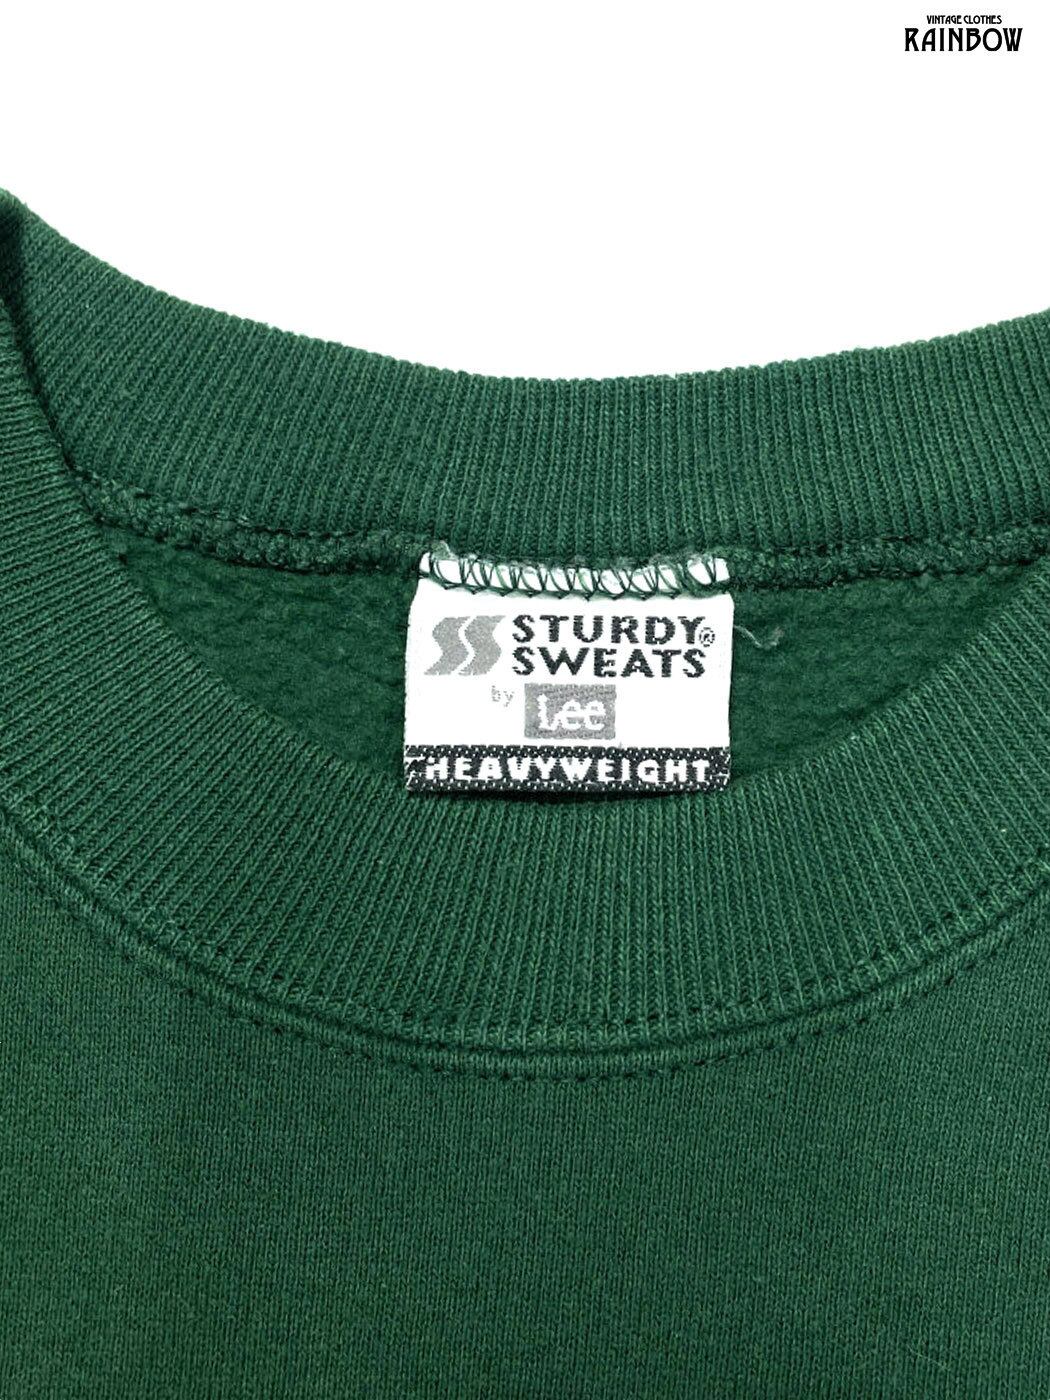 VINTAGE CLOTHES
RAINBOW
STURDY®
SWEATS
by Lee
HEAVYWEIGHT